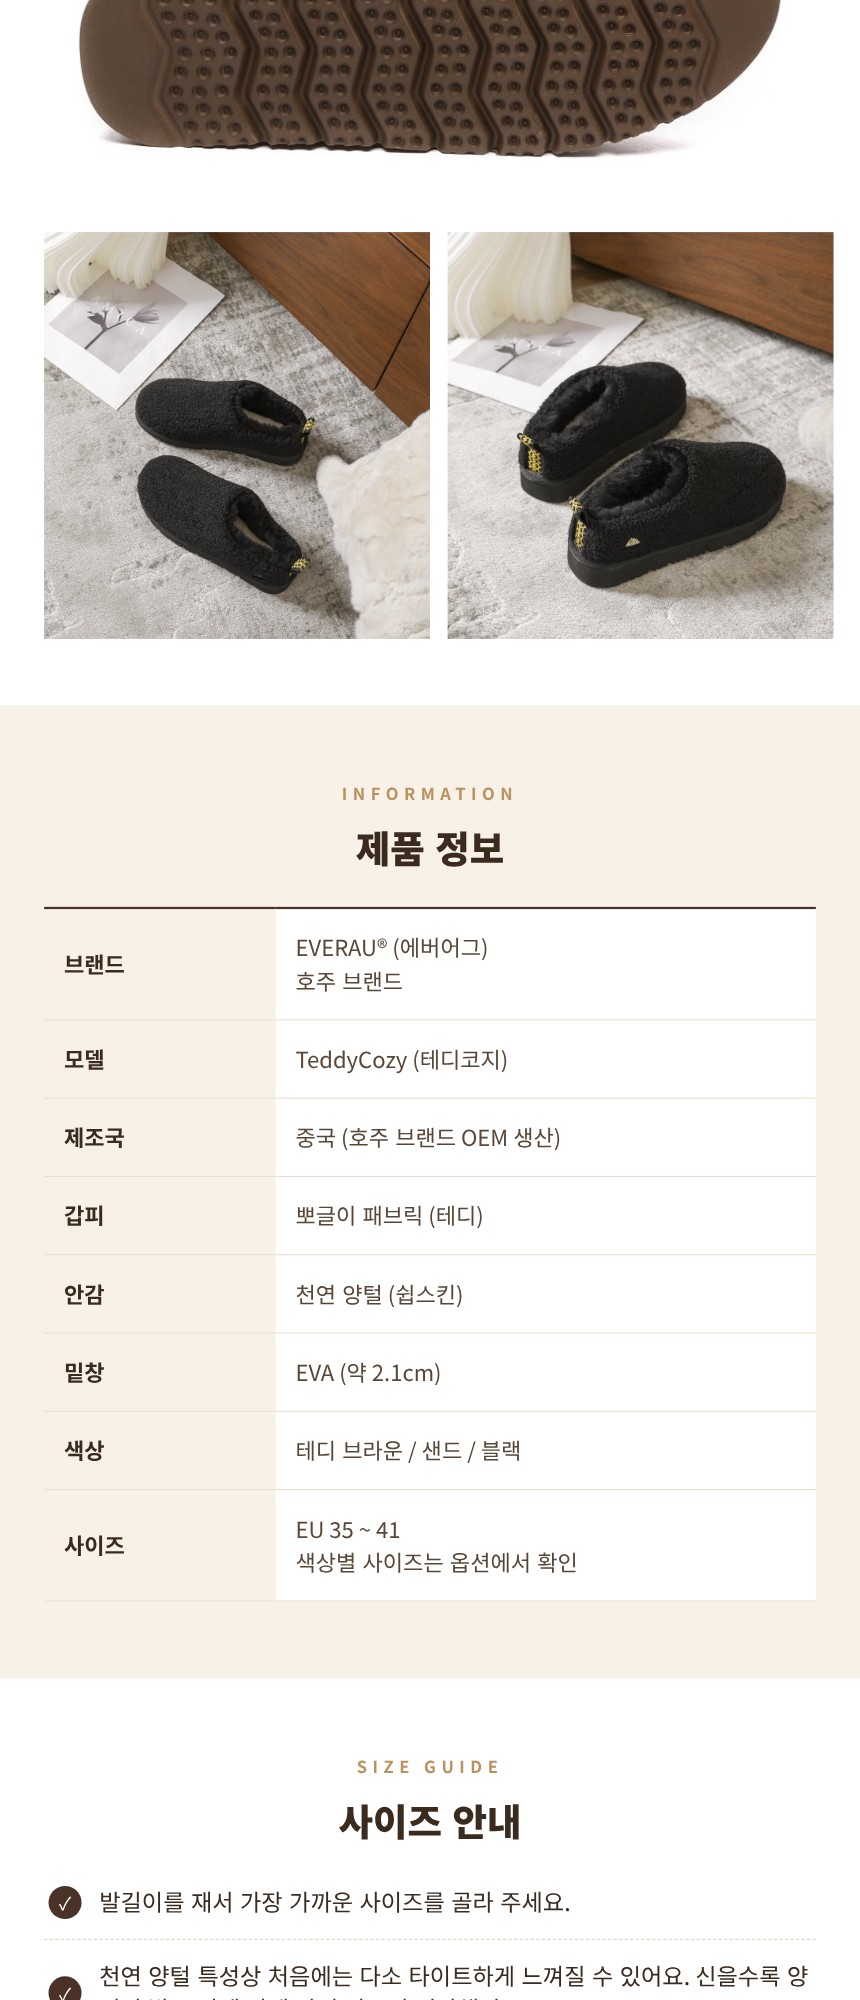 INFORMATION
제품 정보
브랜드
EVERAU® (에버어그)
호주 브랜드
모델
TeddyCozy (테디코지)
제조국
중국 (호주 브랜드 OEM 생산)
갑피
뽀글이 패브릭 (테디)
안감
천연 양털 (쉽스킨)
밑창
EVA (약 2.1cm)
색상
테디 브라운 / 샌드 / 블랙
사이즈
EU 35 ~ 41
색상별 사이즈는 옵션에서 확인
SIZE GUIDE
사이즈 안내
발길이를 재서 가장 가까운 사이즈를 골라 주세요.
천연 양털 특성상 처음에는 다소 타이트하게 느껴질 수 있어요. 신을수록 양